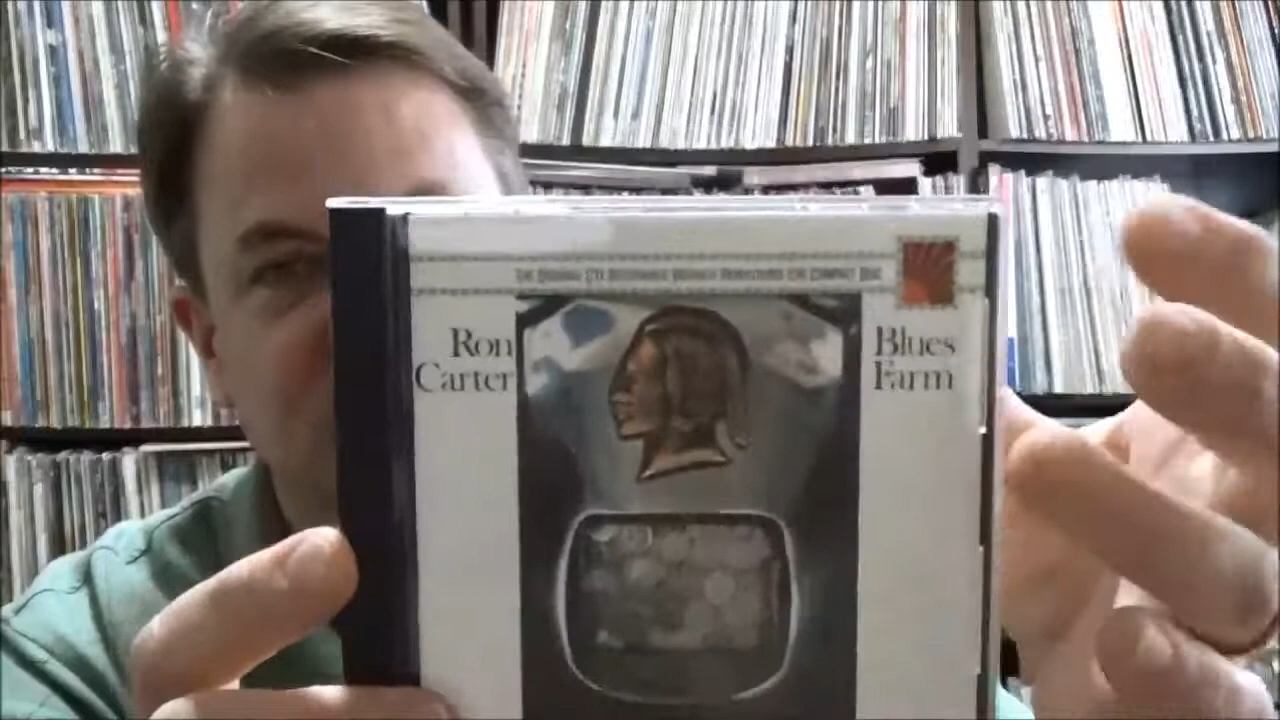 THE ORIGINAL CTI RECORDINGS DIGITALLY REMASTERED FOR COMPACT DISC
Ron
Carter
Blues
Farm